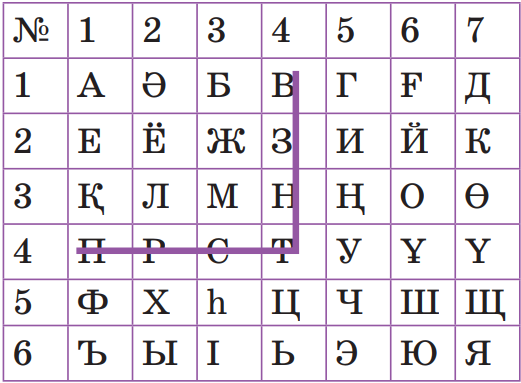 № 1 2 3 4 5 6 7
1 А Ә Б В Г Ғ Д
2 Е Ё Ж З И Й К
3 Қ Л М Н Ң О Ө
4 П Р С Т У Ұ Ү
5 Ф Х һ Ц Ч Ш Щ
6 Ъ Ы І Ь Э Ю Я